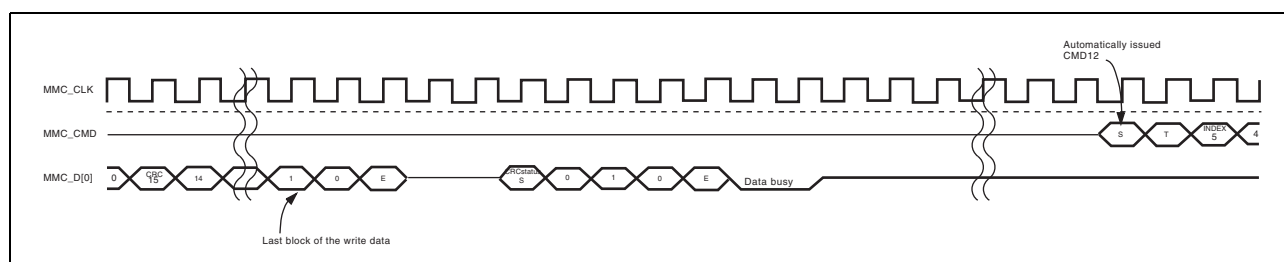 Automatically issued
CMD12
MMC_CLK
MMC_CMD
S T INDEX 4
5
MMC_D[0]
0 CRC 14 1 0 E CRCstatus 0 1 0 E Data busy
15 S
Last block of the write data